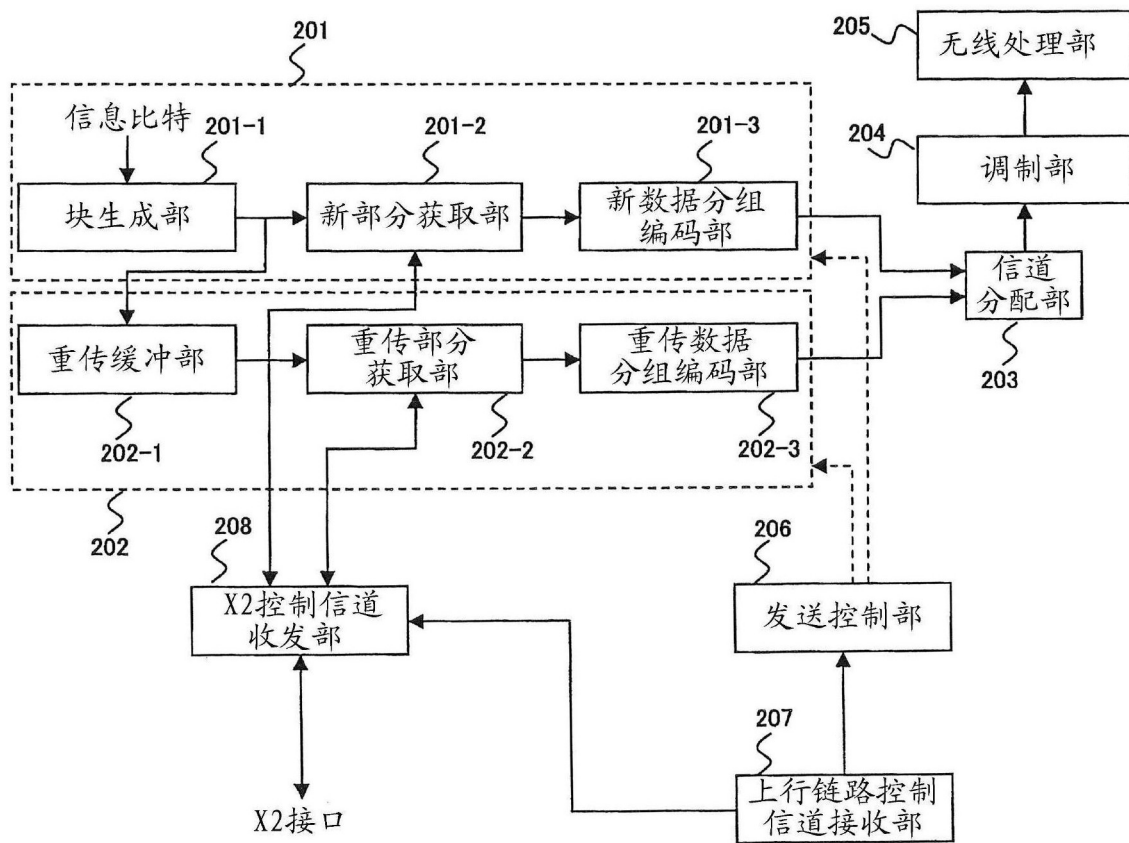 201
205
无线处理部
信息比特
201-1
201-2
201-3
204
调制部
块生成部
新部分获取部
新数据分组
编码部
信道
分配部
203
重传缓冲部
重传部分
获取部
重传数据
分组编码部
202-1
202-2
202-3
202
208
206
X2控制信道
收发部
发送控制部
207
X2接口
上行链路控制
信道接收部